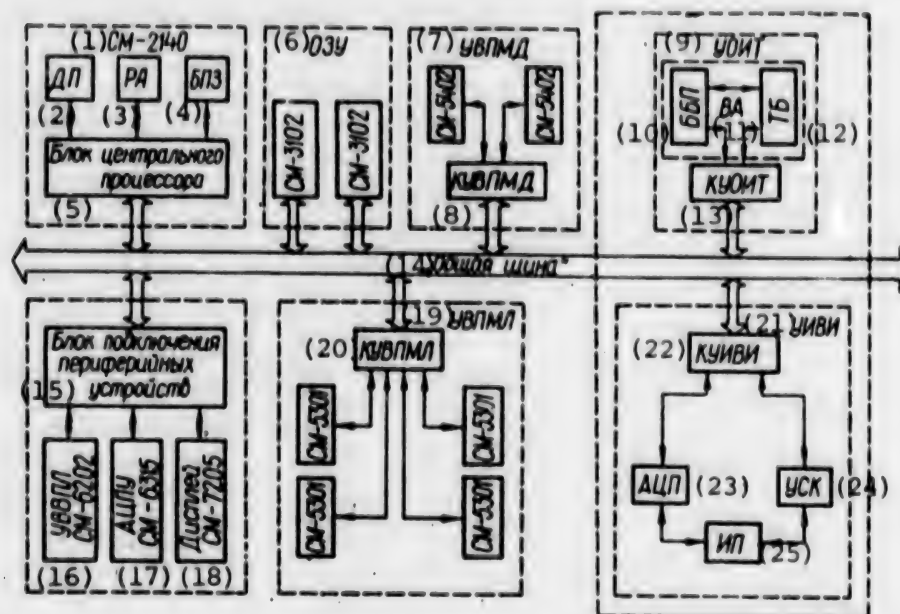 (1)СМ-2140
ДП
РА
БПЗ
(2)
(3)
(4)
Блок центрального
процессора
(5)
(6) ОЗУ
СМ-3102
СМ-3102
(7) УВПМД
СМ-5402
СМ-5402
КУВПМД
(8)
(9) УОИТ
ББП
ВА
ТБ
(10)
(11)
(12)
КУОИТ
(13)
(14) Общая шина"
Блок подключения
периферийных
устройств
(15)
УВВПЛ
СМ-6202
АЦПУ
СМ-6315
Дисплей
СМ-7205
(16)
(17)
(18)
19) УВПМЛ
(20)
КУВПМЛ
СМ-5301
СМ-5301
СМ-5301
СМ-5301
(21) УИВИ
(22)
КУИВИ
АЦП
(23)
УСК
(24)
ИП
(25)